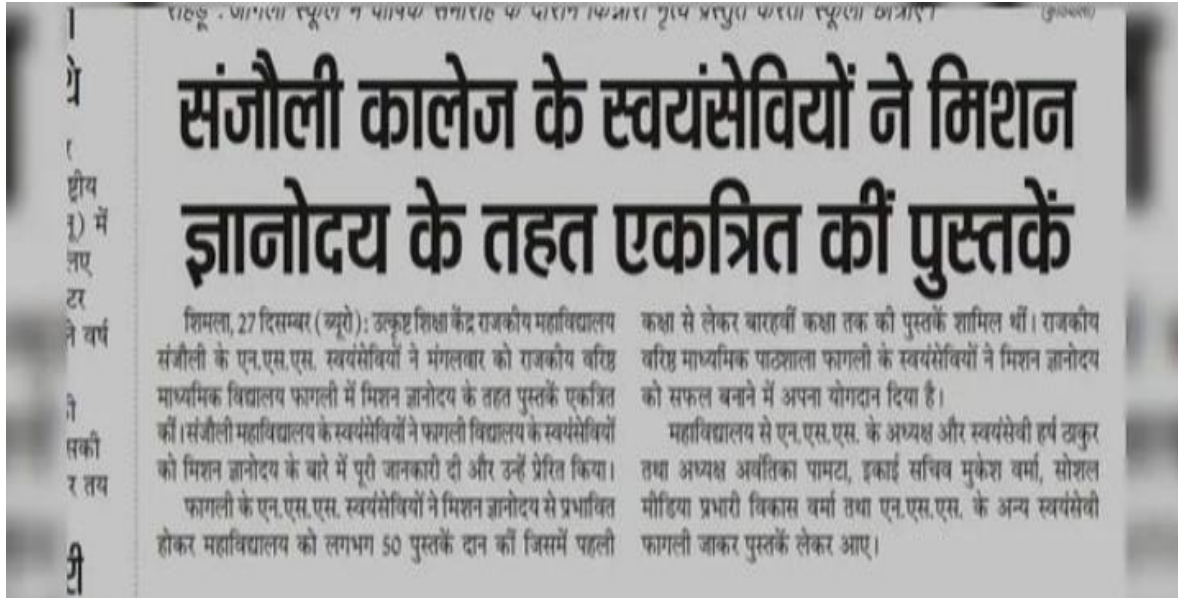 संजौली कालेज के स्वयंसेवियों ने मिशन
ज्ञानोदय के तहत एकत्रित कीं पुस्तकें
शिमला, 27 दिसम्बर (ब्यूरो): उत्कृष्ट शिक्षा केंद्र राजकीय महाविद्यालय
संजौली के एन.एस.एस. स्वयंसेवियों ने मंगलवार को राजकीय वरिष्ठ
माध्यमिक विद्यालय फागली में मिशन ज्ञानोदय के तहत पुस्तकें एकत्रित
कीं। संजौली महाविद्यालय के स्वयंसेवियों ने फागली विद्यालय के स्वयंसेवियों
को मिशन ज्ञानोदय के बारे में पूरी जानकारी दी और उन्हें प्रेरित किया।
फागली के एन.एस.एस. स्वयंसेवियों ने मिशन ज्ञानोदय से प्रभावित
होकर महाविद्यालय को लगभग 50 पुस्तकें दान कीं जिसमें पहली
कक्षा से लेकर बारहवीं कक्षा तक की पुस्तकें शामिल थीं। राजकीय
वरिष्ठ माध्यमिक पाठशाला फागली के स्वयंसेवियों ने मिशन ज्ञानोदय
को सफल बनाने में अपना योगदान दिया है।
महाविद्यालय से एन.एस.एस. के अध्यक्ष और स्वयंसेवी हर्ष ठाकुर
तथा अध्यक्ष अवंतिका पामटा, इकाई सचिव मुकेश वर्मा, सोशल
मीडिया प्रभारी विकास वर्मा तथा एन.एस.एस. के अन्य स्वयंसेवी
फागली जाकर पुस्तकें लेकर आए।